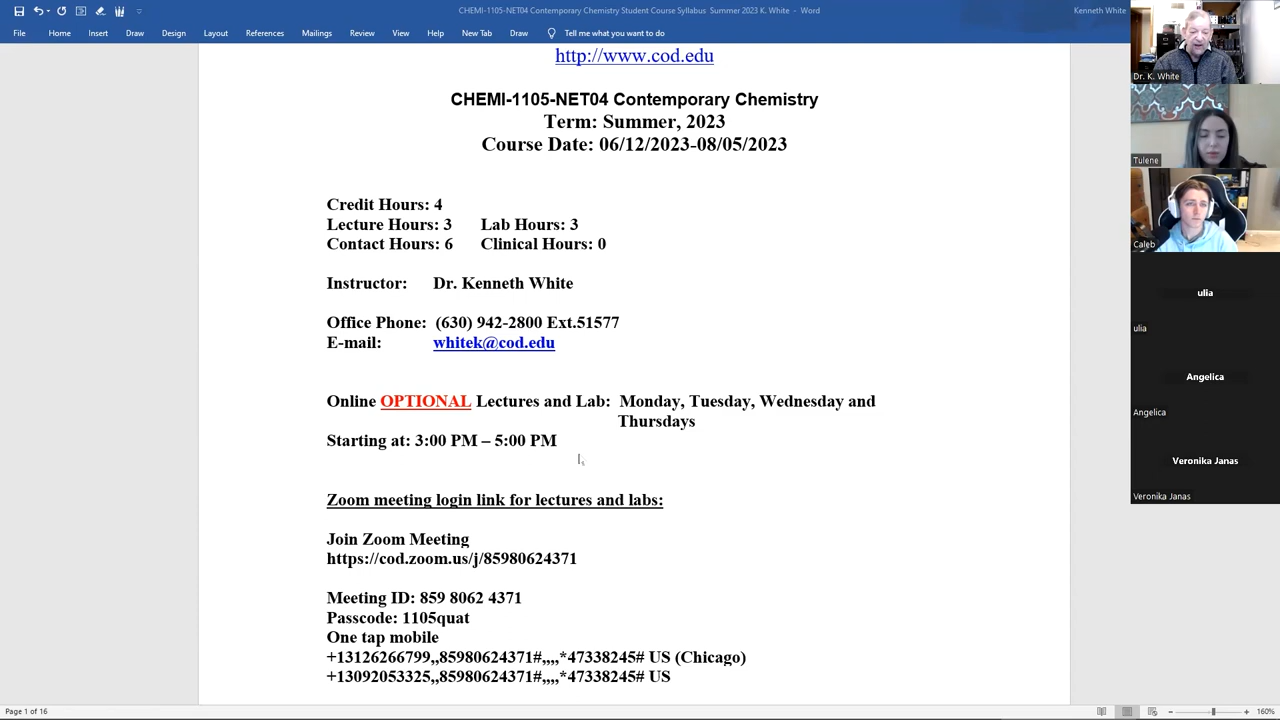 CHEMI-1105-NET04 Contemporary Chemistry Student Course Syllabus Summer 2023 K. White - Word
Kenneth White
File Home Insert Draw Design Layout References Mailings Review View Help New Tab Draw Tell me what you want to do
http://www.cod.edu
CHEMI-1105-NET04 Contemporary Chemistry
Term: Summer, 2023
Course Date: 06/12/2023-08/05/2023
Credit Hours: 4
Lecture Hours: 3 Lab Hours: 3
Contact Hours: 6 Clinical Hours: 0
Instructor: Dr. Kenneth White
Office Phone: (630) 942-2800 Ext.51577
E-mail: whitek@cod.edu
Online OPTIONAL Lectures and Lab: Monday, Tuesday, Wednesday and
Thursdays
Starting at: 3:00 PM – 5:00 PM
Zoom meeting login link for lectures and labs:
Join Zoom Meeting
https://cod.zoom.us/j/85980624371
Meeting ID: 859 8062 4371
Passcode: 1105quat
One tap mobile
+13126266799,,85980624371#,,,,*47338245# US (Chicago)
+13092053325,,85980624371#,,,,*47338245# US
Page 1 of 16
160%
Dr. K. White
Tulene
Caleb
ulia
ulia
Angelica
Angelica
Veronika Janas
Veronika Janas